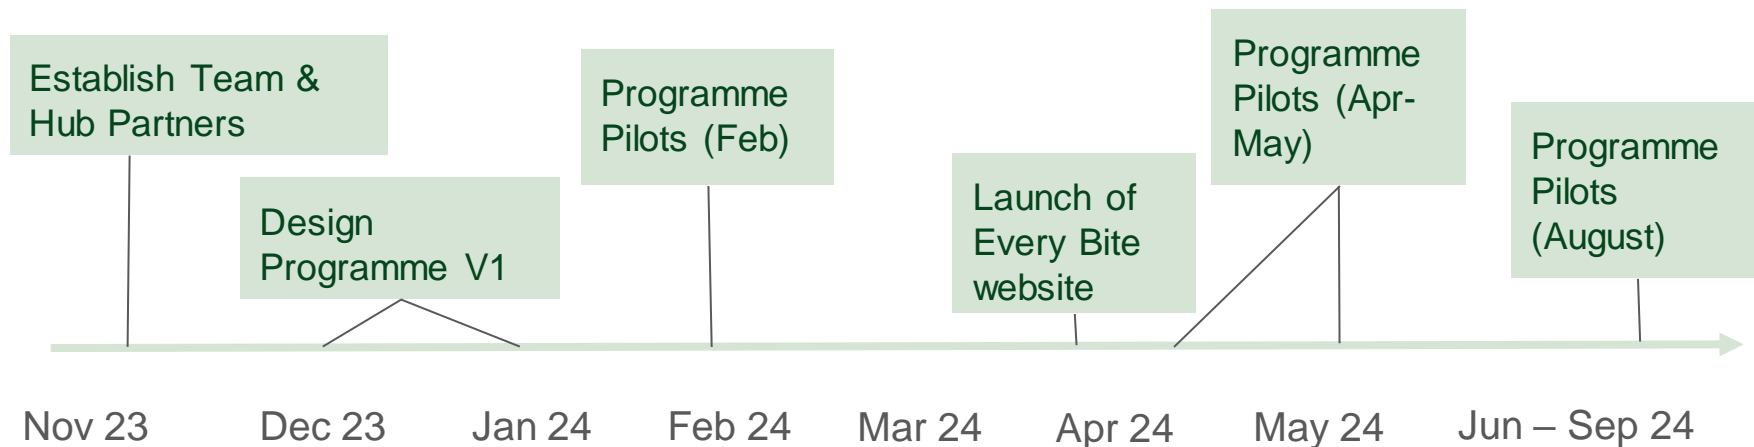 Establish Team &
Hub Partners
Design
Programme V1
Programme
Pilots (Feb)
Launch of
Every Bite
website
Programme
Pilots (Apr-
May)
Programme
Pilots
(August)
Nov 23
Dec 23
Jan 24
Feb 24
Mar 24
Apr 24
May 24
Jun – Sep 24